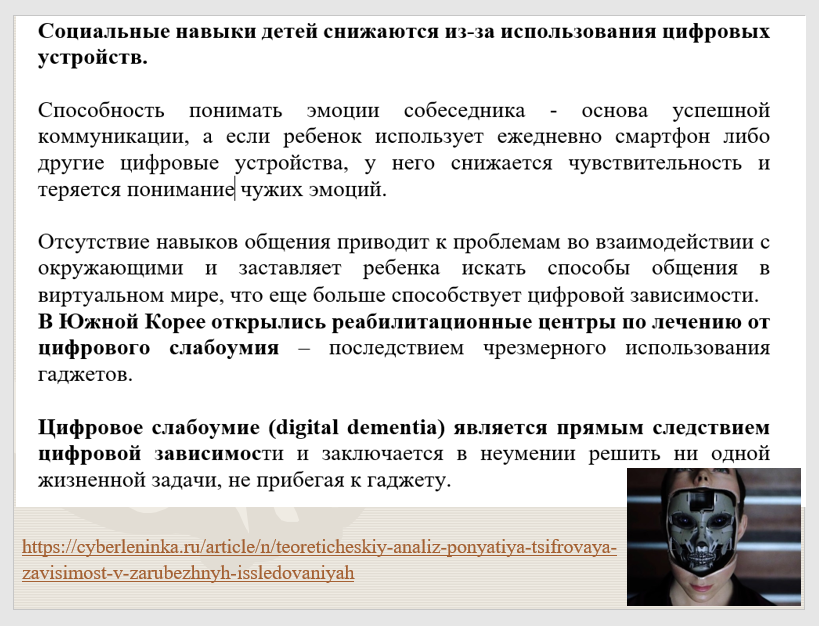 Социальные навыки детей снижаются из-за использования цифровых
устройств.
Способность понимать эмоции собеседника - основа успешной
коммуникации, а если ребенок использует ежедневно смартфон либо
другие цифровые устройства, у него снижается чувствительность и
теряется понимание чужих эмоций.
Отсутствие навыков общения приводит к проблемам во взаимодействии с
окружающими и заставляет ребенка искать способы общения в
виртуальном мире, что еще больше способствует цифровой зависимости.
В Южной Корее открылись реабилитационные центры по лечению от
цифрового слабоумия – последствием чрезмерного использования
гаджетов.
Цифровое слабоумие (digital dementia) является прямым следствием
цифровой зависимости и заключается в неумении решить ни одной
жизненной задачи, не прибегая к гаджету.
https://cyberleninka.ru/article/n/teoreticheskiy-analiz-ponyatiya-tsifrovaya-
zavisimost-v-zarubezhnyh-issledovaniyah